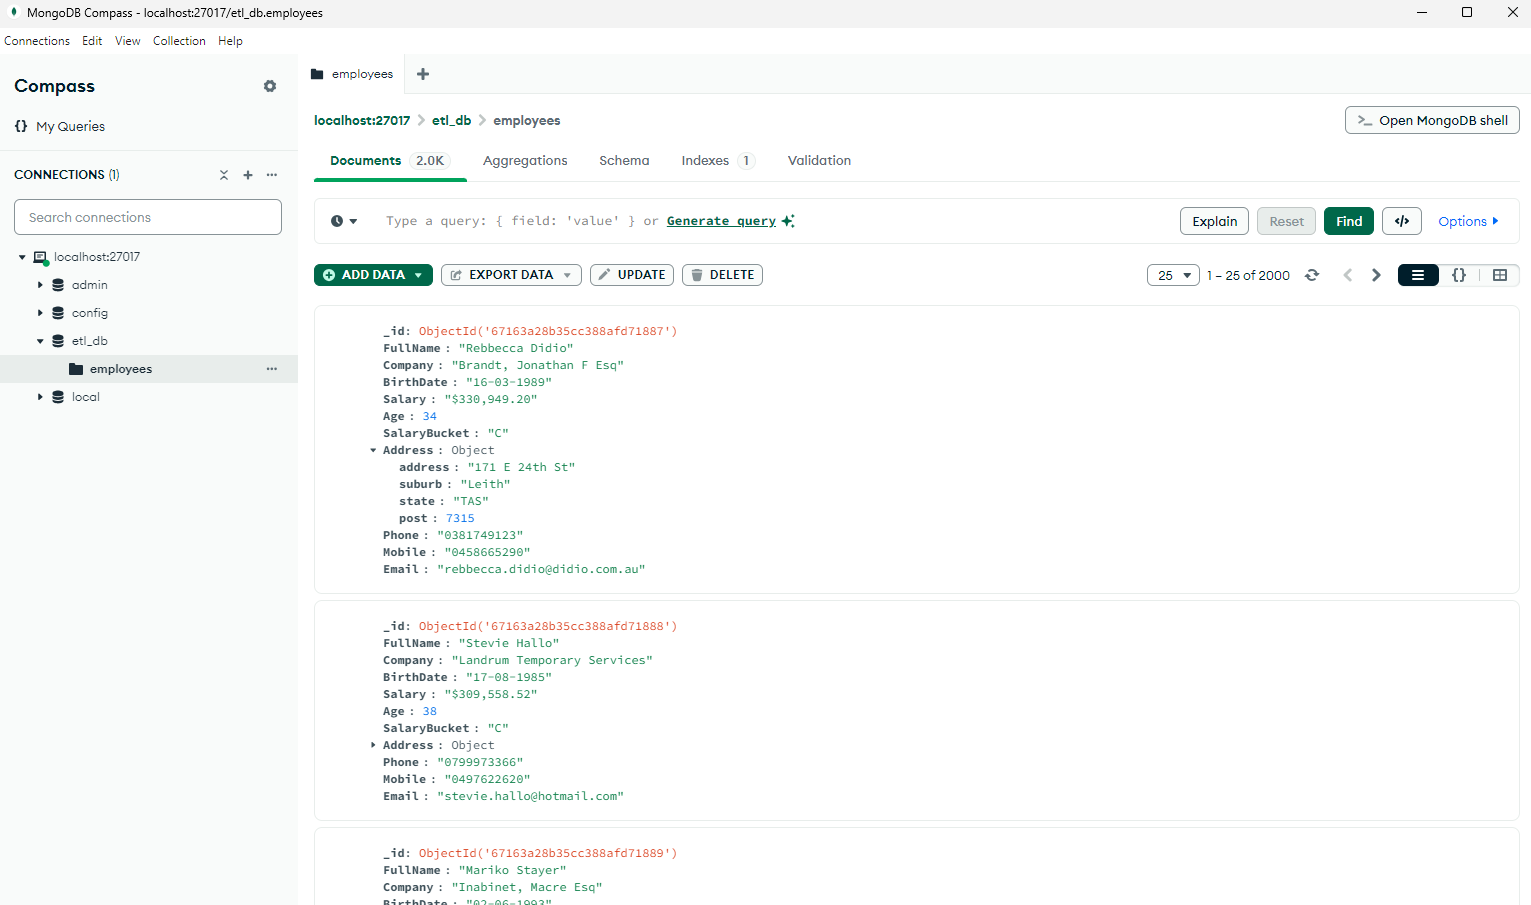 MongoDB Compass - localhost:27017/etl_db.employees
Connections Edit View Collection Help
Compass
{} My Queries
CONNECTIONS (1)
Search connections
localhost:27017
admin
config
etl_db
employees
local
employees
localhost:27017 > etl_db > employees
Open MongoDB shell
Documents 2.0K Aggregations Schema Indexes 1 Validation
Type a query: { field: 'value' } or Generate query
Explain Reset Find </> Options
ADD DATA EXPORT DATA UPDATE DELETE
25 1 – 25 of 2000 {}
_id: ObjectId('67163a28b35cc388afd71887')
FullName : "Rebbecca Didio"
Company : "Brandt, Jonathan F Esq"
BirthDate : "16-03-1989"
Salary : "$330,949.20"
Age : 34
SalaryBucket : "C"
Address : Object
address : "171 E 24th St"
suburb : "Leith"
state : "TAS"
post : 7315
Phone : "0381749123"
Mobile : "0458665290"
Email : "rebbecca.didio@didio.com.au"
_id: ObjectId('67163a28b35cc388afd71888')
FullName : "Stevie Hallo"
Company : "Landrum Temporary Services"
BirthDate : "17-08-1985"
Salary : "$309,558.52"
Age : 38
SalaryBucket : "C"
Address : Object
Phone : "0799973366"
Mobile : "0497622620"
Email : "stevie.hallo@hotmail.com"
_id: ObjectId('67163a28b35cc388afd71889')
FullName : "Mariko Stayer"
Company : "Inabinet, Macre Esq"
BirthDate : "02-06-1993"